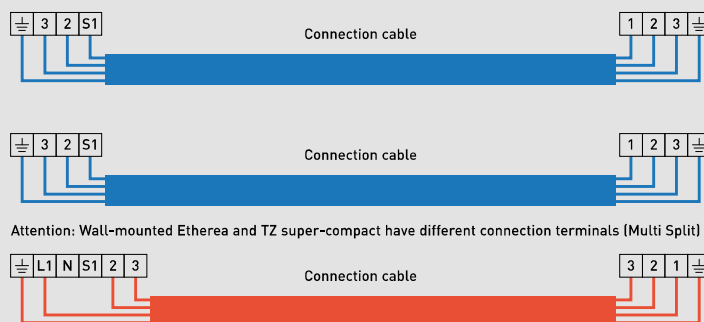 3 2 S1 Connection cable 1 2 3
3 2 S1 Connection cable 1 2 3
Attention: Wall-mounted Etherea and TZ super-compact have different connection terminals (Multi Split)
L1 N S1 2 3 Connection cable 3 2 1